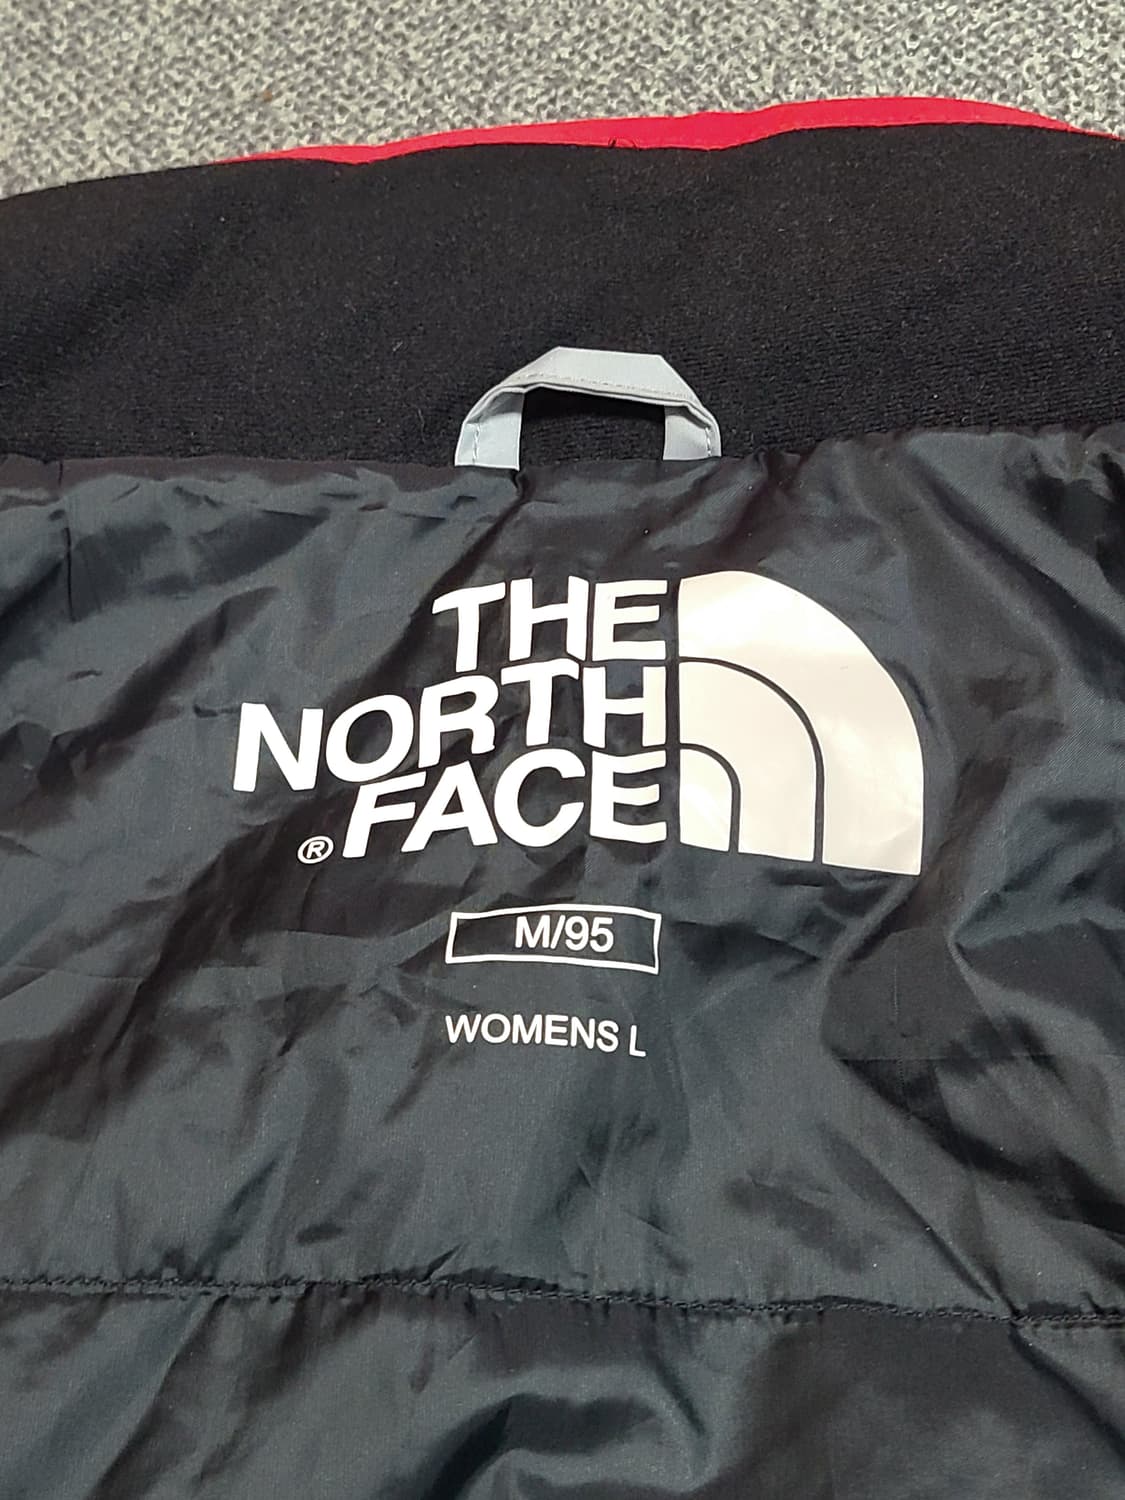 THE
NORTH
FACE
®
M/95
WOMENS L